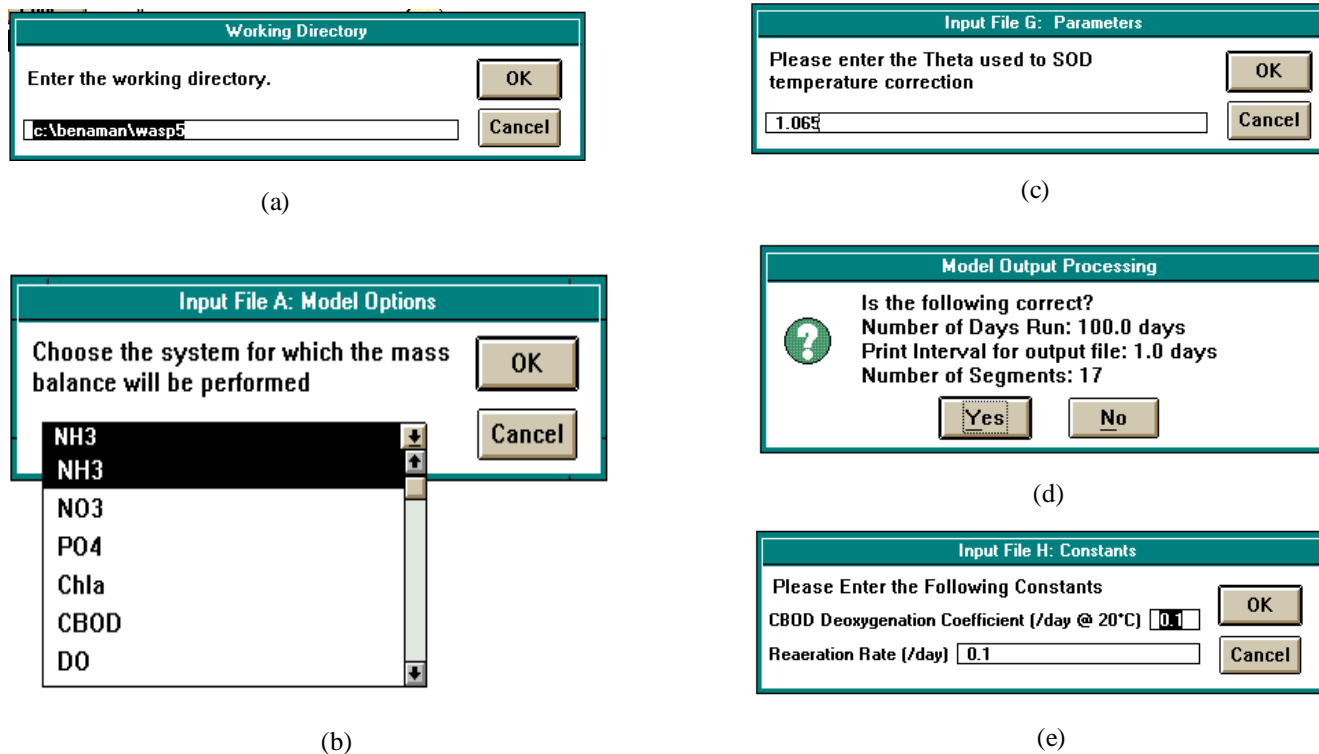 Working Directory
Enter the working directory.
OK
c:\benaman\wasp5
Cancel
(a)
Input File A: Model Options
Choose the system for which the mass
balance will be performed
OK
Cancel
NH3
NH3
NO3
PO4
Chla
CBOD
DO
(b)
Input File G: Parameters
Please enter the Theta used to SOD
temperature correction
OK
1.065
Cancel
(c)
Model Output Processing
Is the following correct?
Number of Days Run: 100.0 days
Print Interval for output file: 1.0 days
Number of Segments: 17
Yes No
(d)
Input File H: Constants
Please Enter the Following Constants
CBOD Deoxygenation Coefficient (/day @ 20°C) 0.1
OK
Reaeration Rate (/day) 0.1
Cancel
(e)